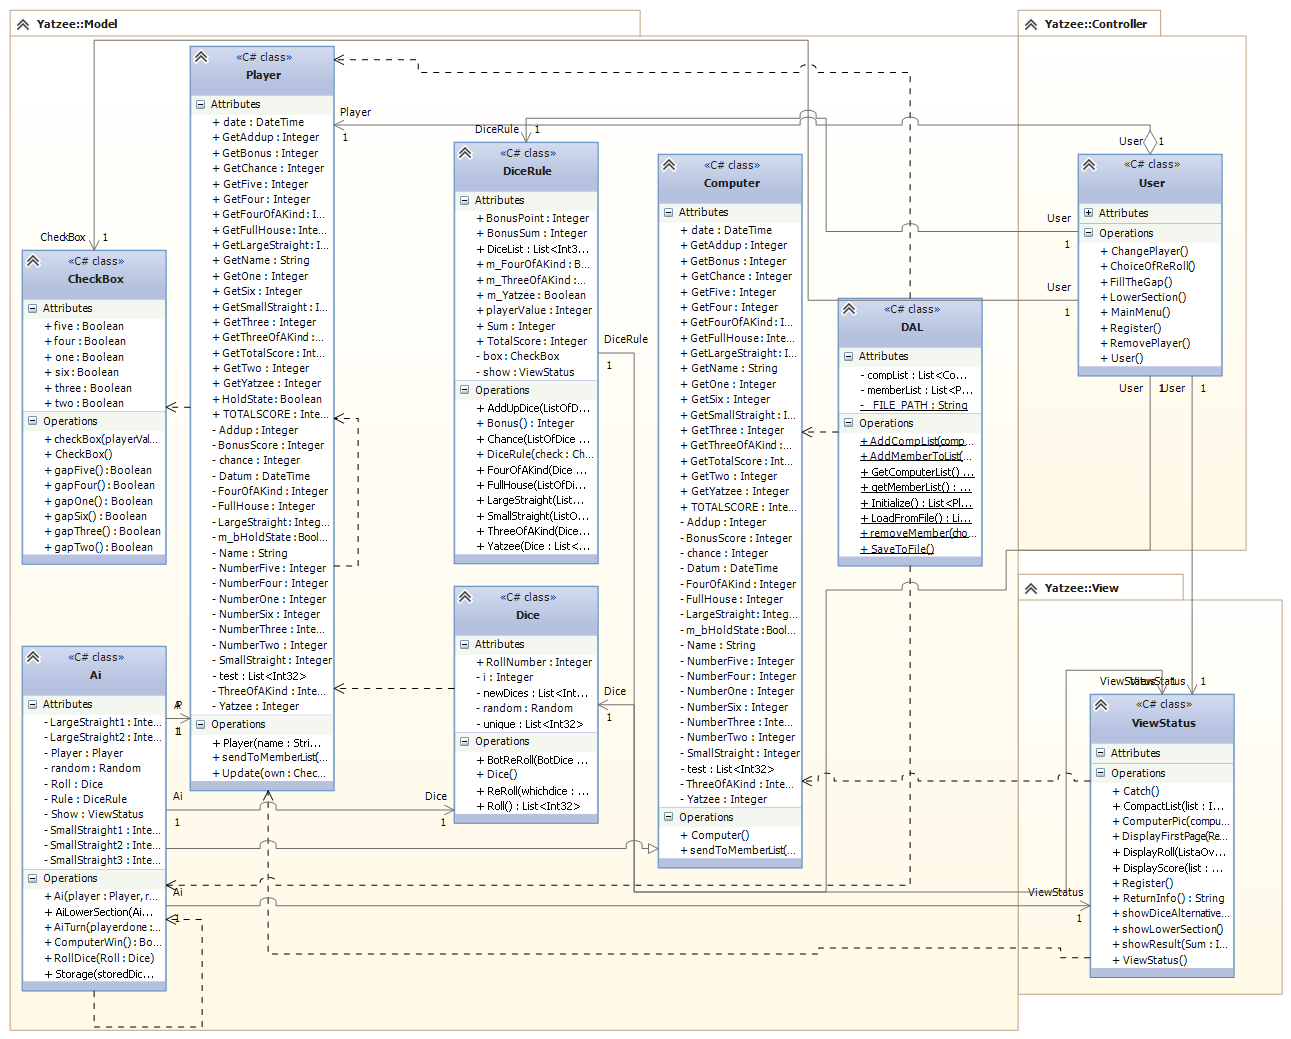 Yatzee::Model
«C# class»
Player
Attributes
+ date : DateTime
+ GetAddup : Integer
+ GetBonus : Integer
+ GetChance : Integer
+ GetFive : Integer
+ GetFour : Integer
+ GetFourOfAKind : I...
+ GetFullHouse : Inte...
+ GetLargeStraight : I...
+ GetName : String
+ GetOne : Integer
+ GetSix : Integer
+ GetSmallStraight : I...
+ GetThree : Integer
+ GetThreeOfAKind :...
+ GetTotalScore : Int...
+ GetTwo : Integer
+ GetYatzee : Integer
+ HoldState : Boolean
+ TOTALSCORE : Inte...
- Addup : Integer
- BonusScore : Integer
- chance : Integer
- Datum : DateTime
- FourOfAKind : Integer
- FullHouse : Integer
- LargeStraight : Integ...
- m_bHoldState : Bool...
- Name : String
- NumberFive : Integer
- NumberFour : Integer
- NumberOne : Integer
- NumberSix : Integer
- NumberThree : Inte...
- NumberTwo : Integer
- SmallStraight : Integer
- test : List<Int32>
- ThreeOfAKind : Inte...
- Yatzee : Integer
Operations
+ Player(name : Stri...
+ sendToMemberList(...
+ Update(own : Chec...
Player
1
CheckBox
1
«C# class»
CheckBox
Attributes
+ five : Boolean
+ four : Boolean
+ one : Boolean
+ six : Boolean
+ three : Boolean
+ two : Boolean
Operations
+ checkBox(playerVal...
+ CheckBox()
+ gapFive() : Boolean
+ gapFour() : Boolean
+ gapOne() : Boolean
+ gapSix() : Boolean
+ gapThree() : Boolean
+ gapTwo() : Boolean
«C# class»
Ai
Attributes
- LargeStraight1 : Inte...
- LargeStraight2 : Inte...
- Player : Player
- random : Random
- Roll : Dice
- Rule : DiceRule
- Show : ViewStatus
- SmallStraight1 : Inte...
- SmallStraight2 : Inte...
- SmallStraight3 : Inte...
Operations
+ Ai(player : Player, r...
+ AiLowerSection(Ai...
+ AiTurn(playerdone :...
+ ComputerWin() : Bo...
+ RollDice(Roll : Dice)
+ Storage(storedDic...
1
Ai
1
Dice
1
Ai
1
ViewStatus
1
DiceRule
1
«C# class»
DiceRule
Attributes
+ BonusPoint : Integer
+ BonusSum : Integer
+ DiceList : List<Int3...
+ m_FourOfAKind : B...
+ m_ThreeOfAKind :...
+ m_Yatzee : Boolean
+ playerValue : Integer
+ Sum : Integer
+ TotalScore : Integer
- box : CheckBox
- show : ViewStatus
Operations
+ AddUpDice(ListOfD...
+ Bonus() : Integer
+ Chance(ListOfDice ...
+ DiceRule(check : Ch...
+ FourOfAKind(Dice ...
+ FullHouse(ListOfDi...
+ LargeStraight(List...
+ SmallStraight(ListO...
+ ThreeOfAKind(Dice...
+ Yatzee(Dice : List<...
DiceRule
1
«C# class»
Dice
Attributes
+ RollNumber : Integer
- i : Integer
- newDices : List<Int...
- random : Random
- unique : List<Int32>
Operations
+ BotReRoll(BotDice ...
+ Dice()
+ ReRoll(whichdice : ...
+ Roll() : List<Int32>
Dice
1
«C# class»
Computer
Attributes
+ date : DateTime
+ GetAddup : Integer
+ GetBonus : Integer
+ GetChance : Integer
+ GetFive : Integer
+ GetFour : Integer
+ GetFourOfAKind : I...
+ GetFullHouse : Inte...
+ GetLargeStraight : I...
+ GetName : String
+ GetOne : Integer
+ GetSix : Integer
+ GetSmallStraight : I...
+ GetThree : Integer
+ GetThreeOfAKind :...
+ GetTotalScore : Int...
+ GetTwo : Integer
+ GetYatzee : Integer
+ TOTALSCORE : Inte...
- Addup : Integer
- BonusScore : Integer
- chance : Integer
- Datum : DateTime
- FourOfAKind : Integer
- FullHouse : Integer
- LargeStraight : Integ...
- m_bHoldState : Bool...
- Name : String
- NumberFive : Integer
- NumberFour : Integer
- NumberOne : Integer
- NumberSix : Integer
- NumberThree : Inte...
- NumberTwo : Integer
- SmallStraight : Integer
- test : List<Int32>
- ThreeOfAKind : Inte...
- Yatzee : Integer
Operations
+ Computer()
+ sendToMemberList(...
«C# class»
DAL
Attributes
- compList : List<Co...
- memberList : List<P...
- _FILE_PATH : String
Operations
+ AddCompList(comp...
+ AddMemberToList(...
+ GetComputerList() ...
+ getMemberList() : ...
+ Initialize() : List<Pl...
+ LoadFromFile() : Li...
+ removeMember(cho...
+ SaveToFile()
Yatzee::Controller
User
1
«C# class»
User
Attributes
Operations
+ ChangePlayer()
+ ChoiceOfReRoll()
+ FillTheGap()
+ LowerSection()
+ MainMenu()
+ Register()
+ RemovePlayer()
+ User()
User
1
User
1
User
1
User
1
Yatzee::View
ViewStatus
ViewStatus
1
1
«C# class»
ViewStatus
Attributes
Operations
+ Catch()
+ CompactList(list : I...
+ ComputerPic(compu...
+ DisplayFirstPage(Re...
+ DisplayRoll(ListaOv...
+ DisplayScore(list : ...
+ Register()
+ ReturnInfo() : String
+ showDiceAlternative...
+ showLowerSection()
+ showResult(Sum : I...
+ ViewStatus()